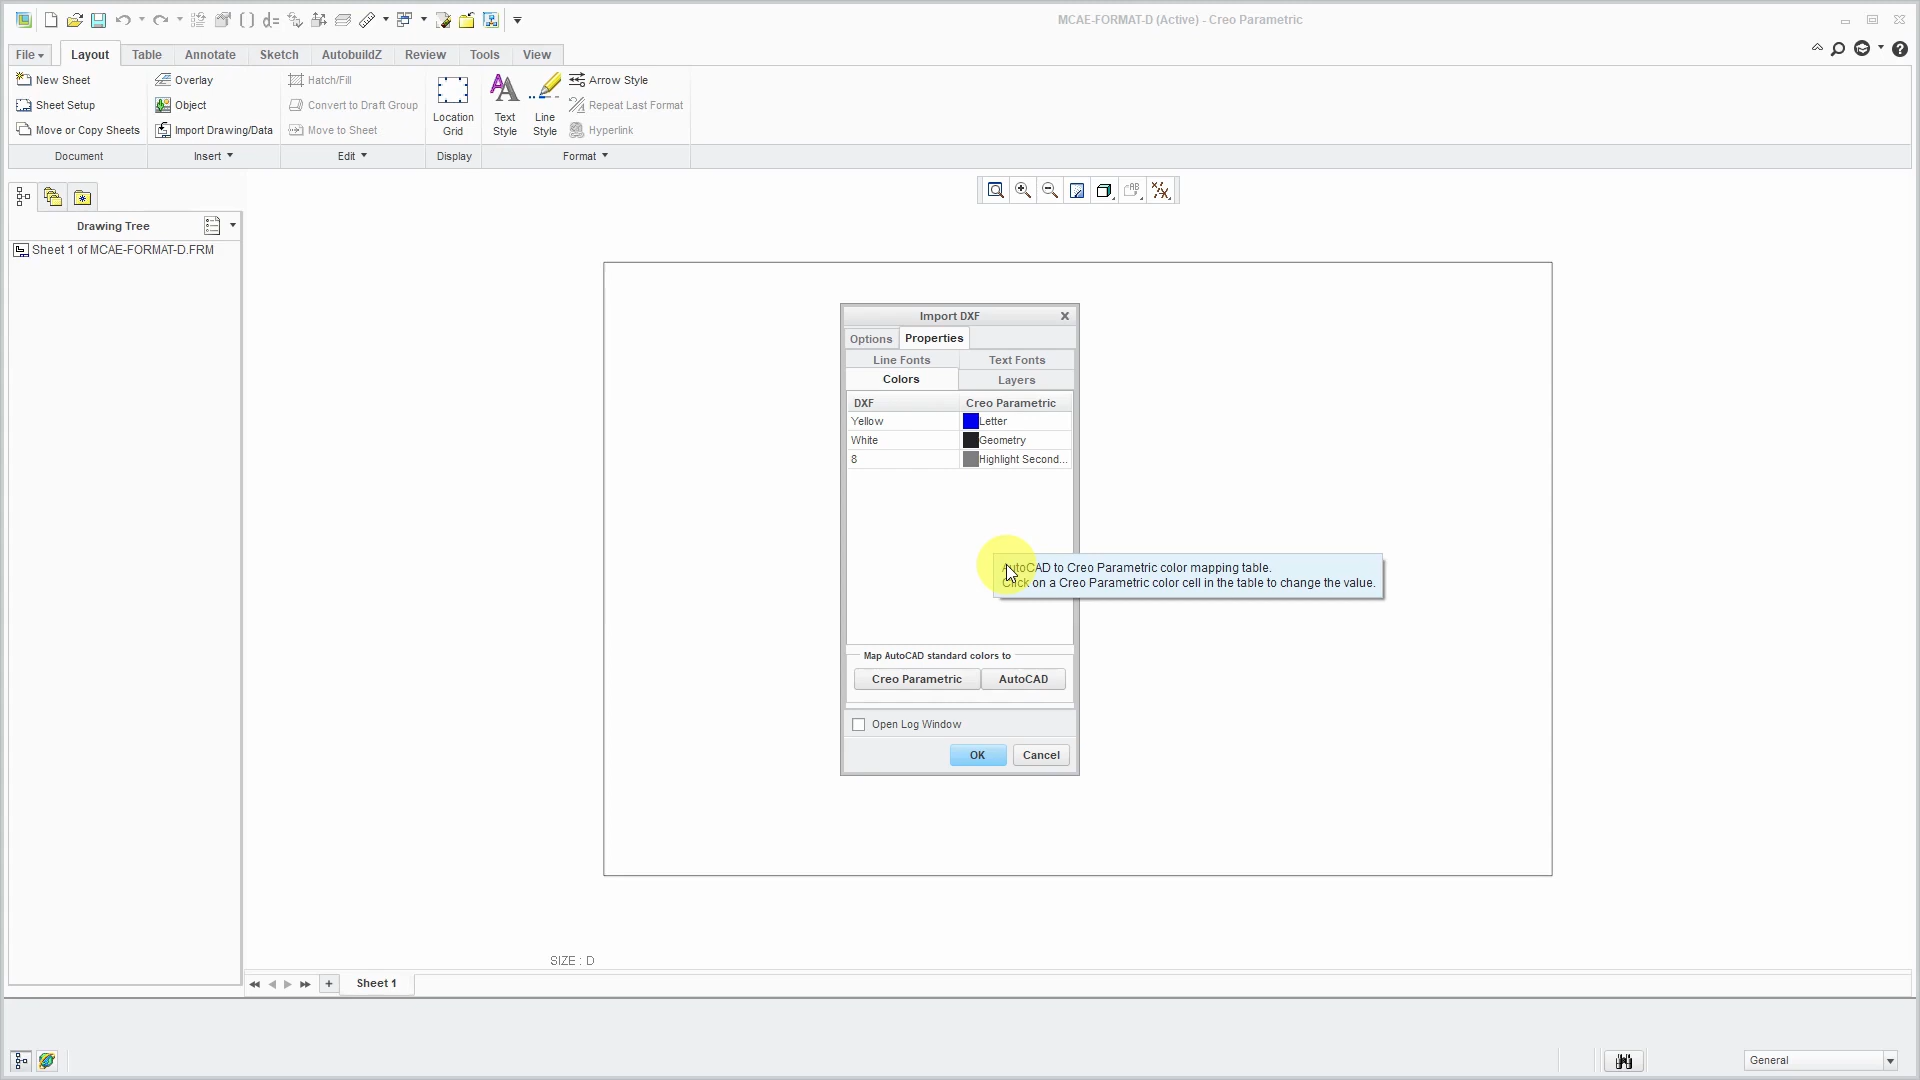 MCAE-FORMAT-D (Active) - Creo Parametric
File
Layout
Table
Annotate
Sketch
AutobuildZ
Review
Tools
View
New Sheet
Overlay
Hatch/Fill
Arrow Style
Sheet Setup
Object
Convert to Draft Group
Repeat Last Format
Move or Copy Sheets
Import Drawing/Data
Move to Sheet
Location
Grid
Text
Style
Line
Style
Hyperlink
Document
Insert
Edit
Display
Format
Drawing Tree
Sheet 1 of MCAE-FORMAT-D.FRM
Import DXF
Options
Properties
Line Fonts
Text Fonts
Colors
Layers
DXF
Creo Parametric
Yellow
Letter
White
Geometry
8
Highlight Second...
AutoCAD to Creo Parametric color mapping table.
Click on a Creo Parametric color cell in the table to change the value.
Map AutoCAD standard colors to
Creo Parametric
AutoCAD
Open Log Window
OK
Cancel
SIZE : D
Sheet 1
General